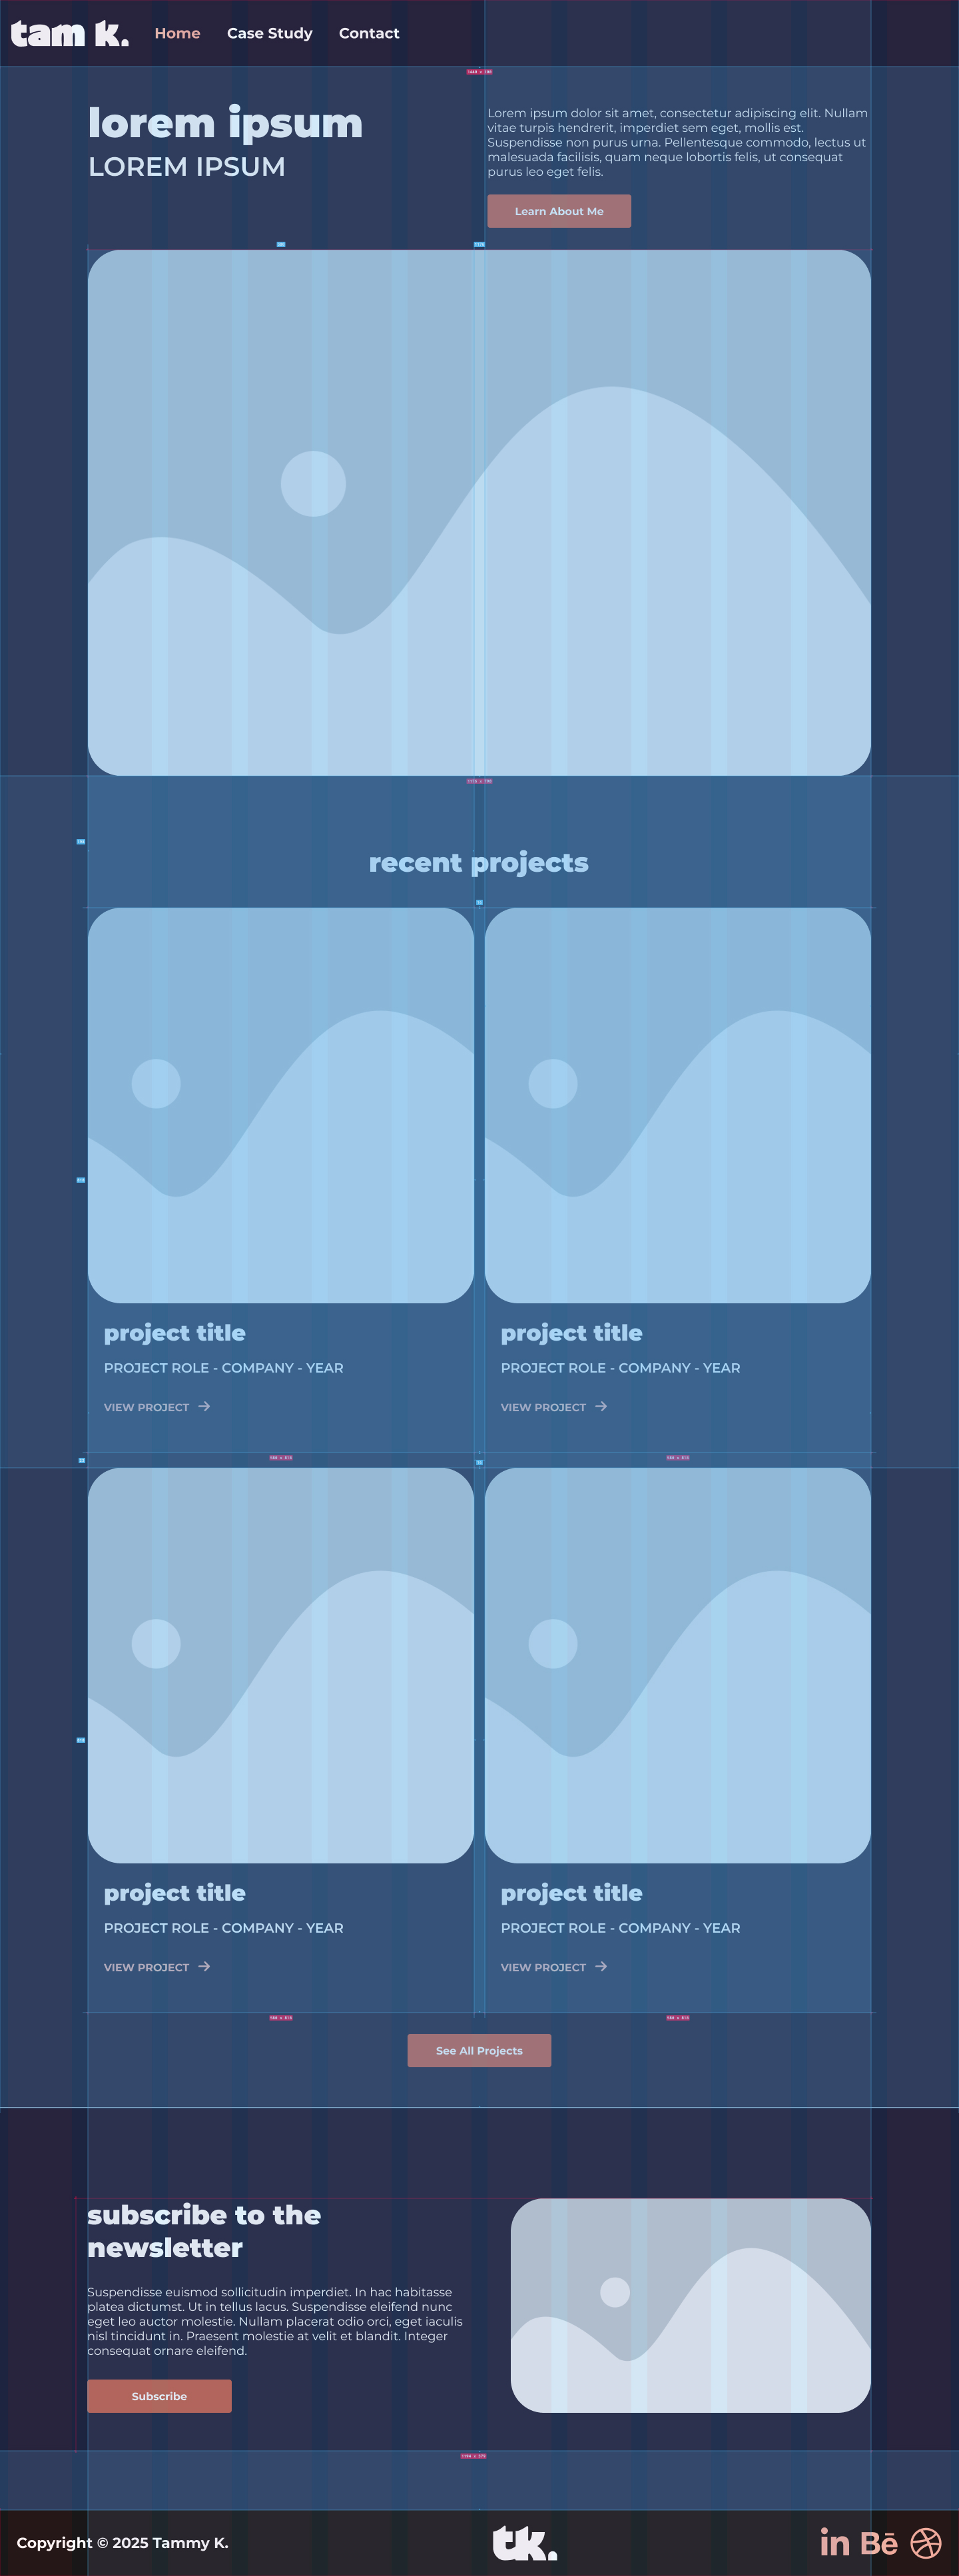 tam k.
Home Case Study Contact
lorem ipsum
LOREM IPSUM
Lorem ipsum dolor sit amet, consectetur adipiscing elit. Nullam
vitae turpis hendrerit, imperdiet sem eget, mollis est.
Suspendisse non purus urna. Pellentesque commodo, lectus ut
malesuada facilisis, quam neque lobortis felis, ut consequat
purus leo eget felis.
Learn About Me
recent projects
project title
PROJECT ROLE - COMPANY - YEAR
VIEW PROJECT
project title
PROJECT ROLE - COMPANY - YEAR
VIEW PROJECT
project title
PROJECT ROLE - COMPANY - YEAR
VIEW PROJECT
project title
PROJECT ROLE - COMPANY - YEAR
VIEW PROJECT
See All Projects
subscribe to the
newsletter
Suspendisse euismod sollicitudin imperdiet. In hac habitasse
platea dictumst. Ut in tellus lacus. Suspendisse eleifend nunc
eget leo auctor molestie. Nullam placerat odio orci, eget iaculis
nisl tincidunt in. Praesent molestie at velit et blandit. Integer
consequat ornare eleifend.
Subscribe
Copyright © 2025 Tammy K.
tk.
in Bē